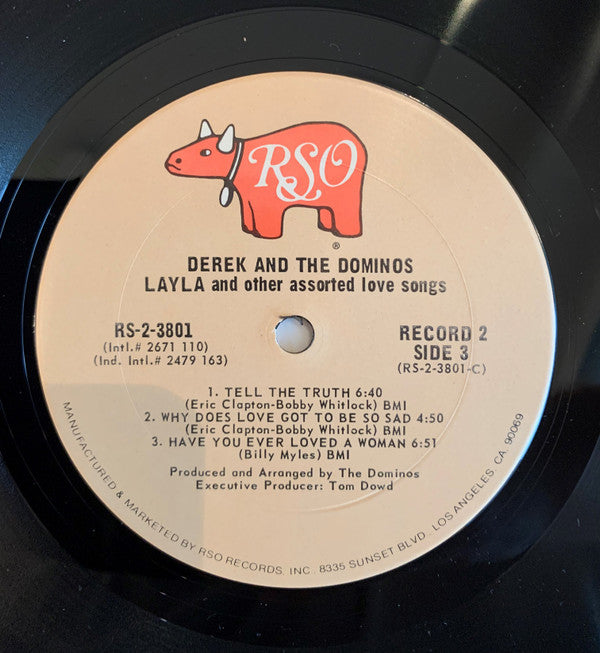 RSO
®
DEREK AND THE DOMINOS
LAYLA and other assorted love songs
RS-2-3801
(Intl.# 2671 110)
(Ind. Intl.# 2479 163)
RECORD 2
SIDE 3
(RS-2-3801-C)
1. TELL THE TRUTH 6:40
(Eric Clapton-Bobby Whitlock) BMI
2. WHY DOES LOVE GOT TO BE SO SAD 4:50
(Eric Clapton-Bobby Whitlock) BMI
3. HAVE YOU EVER LOVED A WOMAN 6:51
(Billy Myles) BMI
Produced and Arranged by The Dominos
Executive Producer: Tom Dowd
MANUFACTURED & MARKETED BY RSO RECORDS, INC., 8335 SUNSET BLVD., LOS ANGELES, CA. 90069